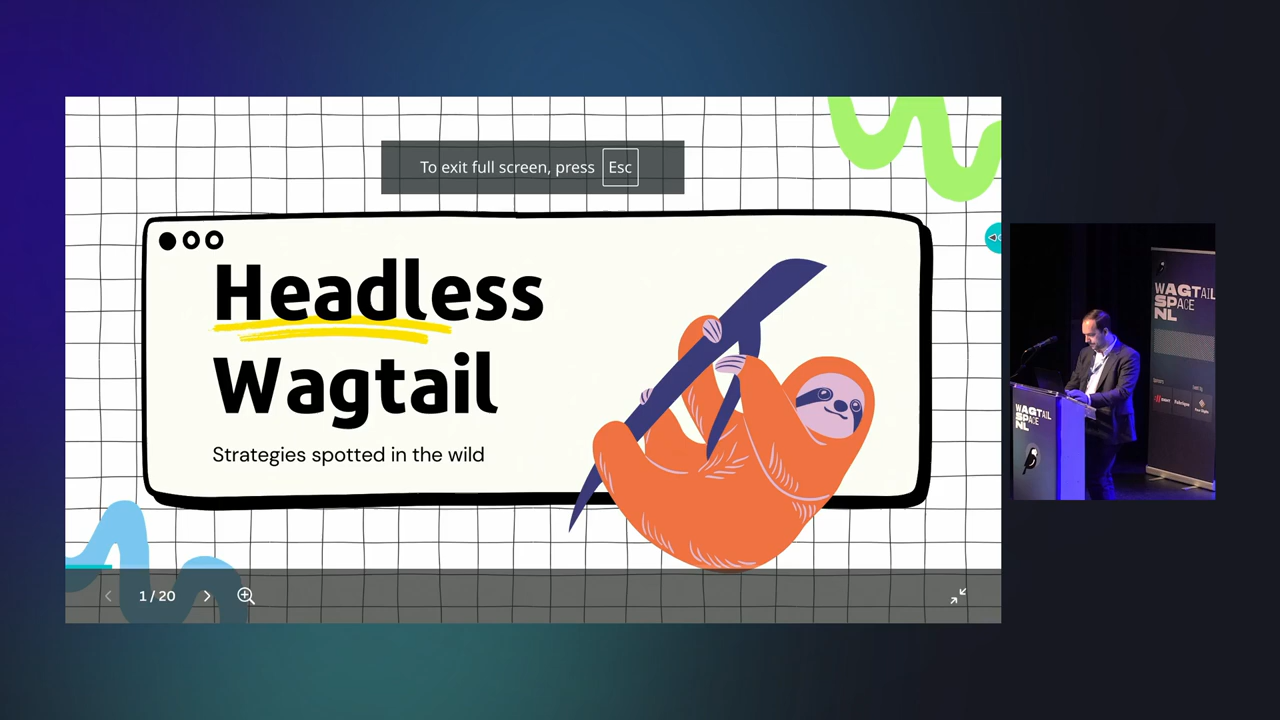 To exit full screen, press Esc
Headless
Wagtail
Strategies spotted in the wild
1 / 20
WAGTAIL
SPACE
NL
WAGTAIL
SPACE
NL